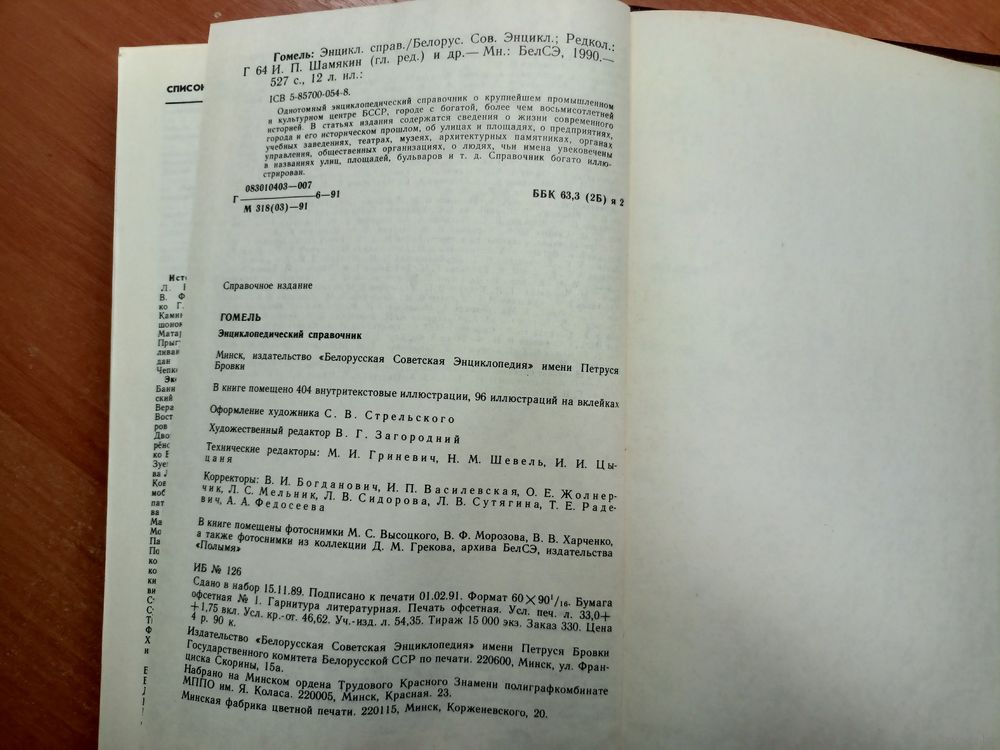 Гомель: Энцикл. справ./Белорус. Сов. Энцикл.; Редкол.:
Г 64 И. П. Шамякин (гл. ред.) и др.— Мн.: БелСЭ, 1990.—
527 с., 12 л. ил.:
ICB 5-85700-054-8.
Однотомный энциклопедический справочник о крупнейшем промышленном
и культурном центре БССР, городе с богатой, более чем восьмисотлетней
историей. В статьях издания содержатся сведения о жизни современного
города и его историческом прошлом, об улицах и площадях, о предприятиях,
учебных заведениях, театрах, музеях, архитектурных памятниках, органах
управления, общественных организациях, о людях, чьи имена увековечены
в названиях улиц, площадей, бульваров и т. д. Справочник богато иллю-
стрирован.
083010403—007
Г 6—91
М 318(03)—91
ББК 63,3 (2Б) я 2
Справочное издание
ГОМЕЛЬ
Энциклопедический справочник
Минск, издательство «Белорусская Советская Энциклопедия» имени Петруся
Бровки
В книге помещено 404 внутритекстовые иллюстрации, 96 иллюстраций на вклейках
Оформление художника С. В. Стрельского
Художественный редактор В. Г. Загородний
Технические редакторы: М. И. Гриневич, Н. М. Шевель, И. И. Цы-
цаня
Корректоры: В. И. Богданович, И. П. Василевская, О. Е. Жолнер-
чик, Л. С. Мельник, Л. В. Сидорова, Л. В. Сутягина, Т. Е. Раде-
вич, А. А. Федосеева
В книге помещены фотоснимки М. С. Высоцкого, В. Ф. Морозова, В. В. Харченко,
а также фотоснимки из коллекции Д. М. Грекова, архива БелСЭ, издательства
«Полымя»
ИБ № 126
Сдано в набор 15.11.89. Подписано к печати 01.02.91. Формат 60×90¹/₁₆. Бумага
офсетная № 1. Гарнитура литературная. Печать офсетная. Усл. печ. л. 33,0+
+1,75 вкл. Усл. кр.-от. 46,62. Уч.-изд. л. 54,35. Тираж 15 000 экз. Заказ 330. Цена
4 р. 90 к.
Издательство «Белорусская Советская Энциклопедия» имени Петруся Бровки
Государственного комитета Белорусской ССР по печати. 220600, Минск, ул. Фран-
циска Скорины, 15а.
Набрано на Минском ордена Трудового Красного Знамени полиграфкомбинате
МППО им. Я. Коласа. 220005, Минск, Красная. 23.
Минская фабрика цветной печати. 220115, Минск, Корженевского, 20.